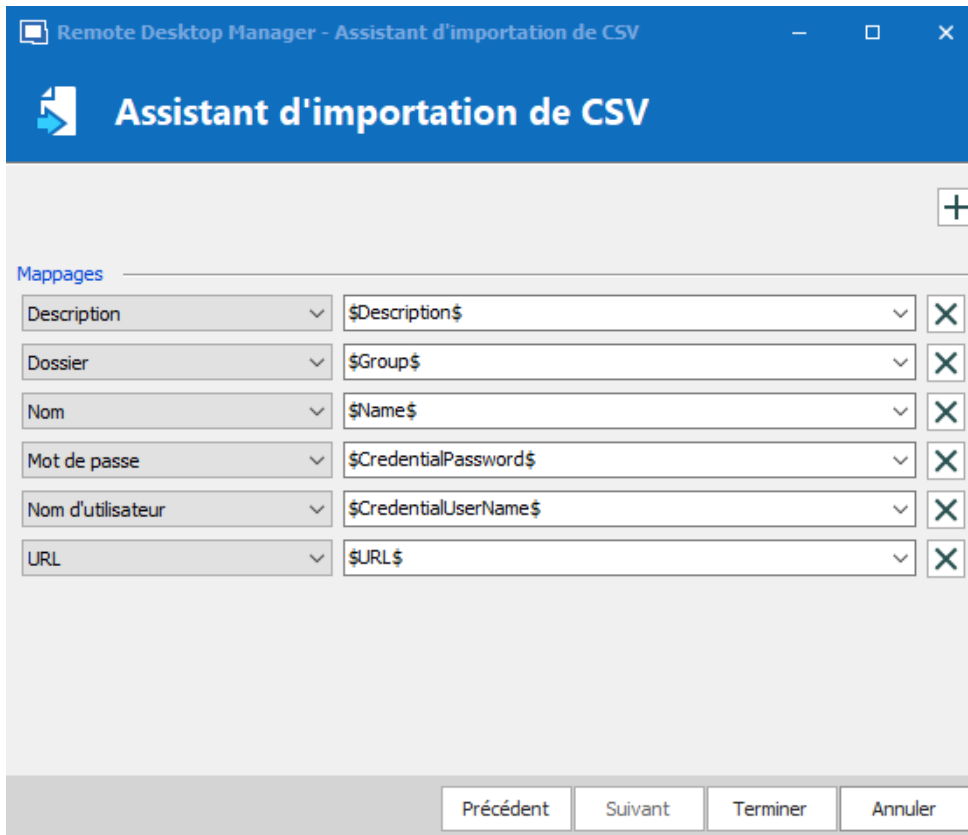 Remote Desktop Manager - Assistant d'importation de CSV
Assistant d'importation de CSV
Mappages
Description $Description$
Dossier $Group$
Nom $Name$
Mot de passe $CredentialPassword$
Nom d'utilisateur $CredentialUserName$
URL $URL$
Précédent Suivant Terminer Annuler